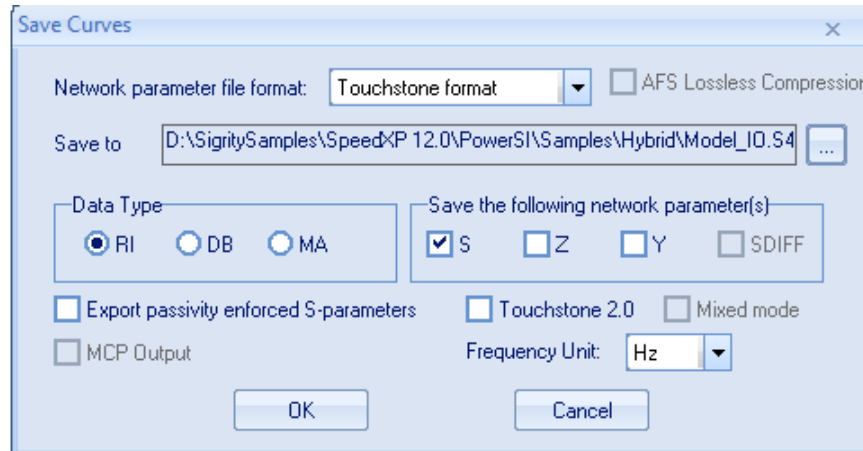 Save Curves
Network parameter file format: Touchstone format AFS Lossless Compression
Save to D:\SigritySamples\SpeedXP 12.0\PowerSI\Samples\Hybrid\Model_IO.S4 ...
Data Type Save the following network parameter(s)
RI DB MA S Z Y SDIFF
Export passivity enforced S-parameters Touchstone 2.0 Mixed mode
MCP Output Frequency Unit: Hz
OK Cancel